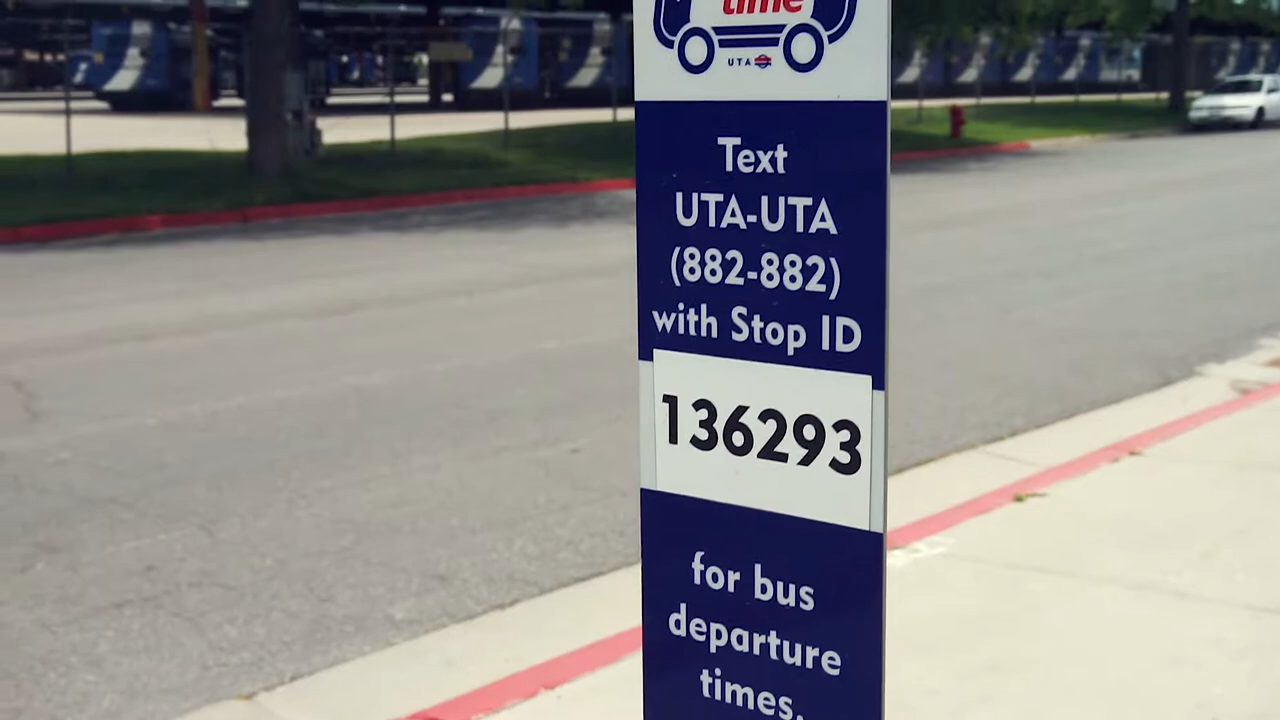 time
UTA
Text
UTA-UTA
(882-882)
with Stop ID
136293
for bus
departure
times.